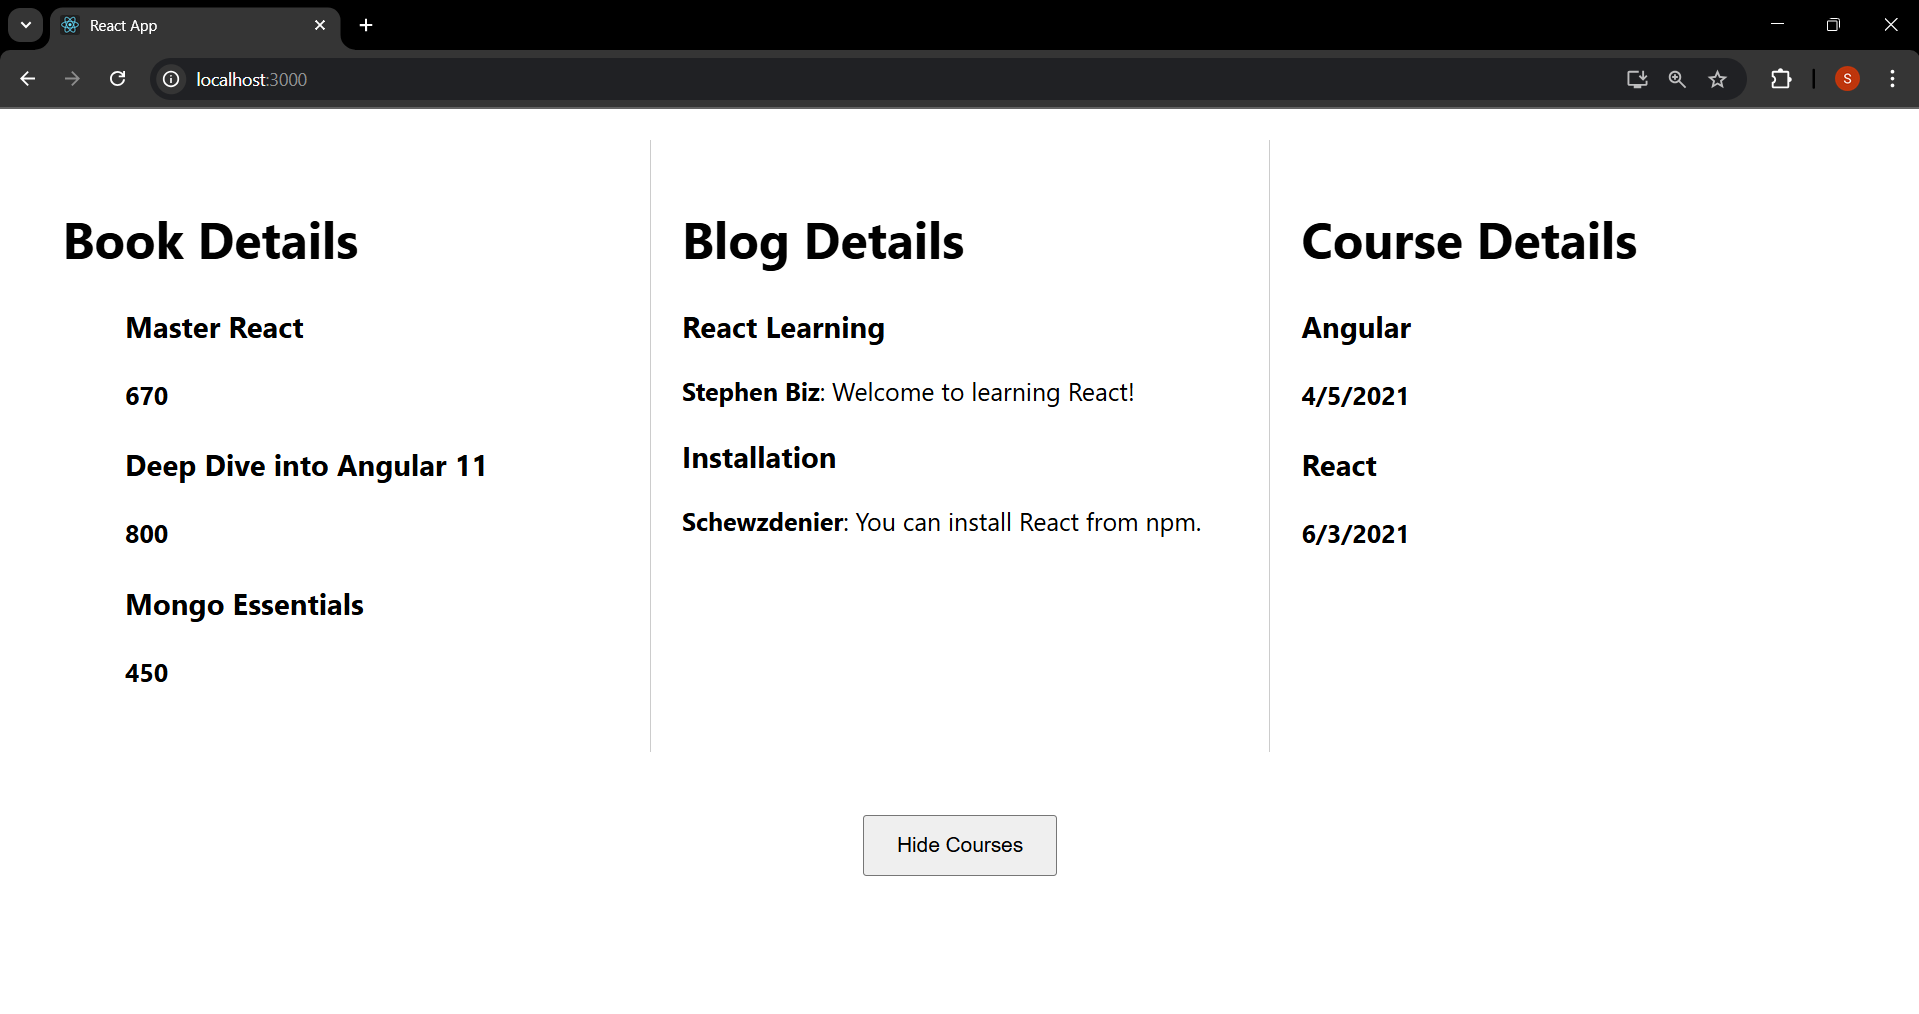 React App
localhost:3000
S
Book Details
Master React
670
Deep Dive into Angular 11
800
Mongo Essentials
450
Blog Details
React Learning
Stephen Biz: Welcome to learning React!
Installation
Schewzdenier: You can install React from npm.
Course Details
Angular
4/5/2021
React
6/3/2021
Hide Courses